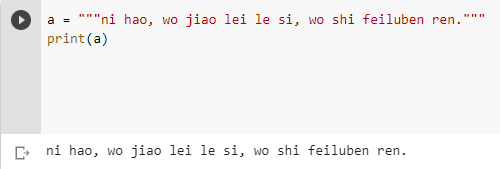 a = """ni hao, wo jiao lei le si, wo shi feiluben ren."""
print(a)
ni hao, wo jiao lei le si, wo shi feiluben ren.